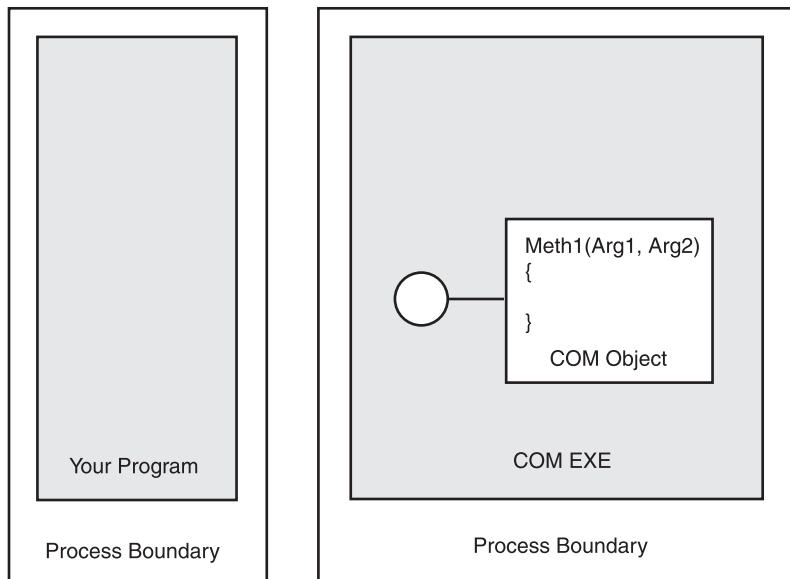 Your Program
Process Boundary
Meth1(Arg1, Arg2)
{
}
COM Object
COM EXE
Process Boundary